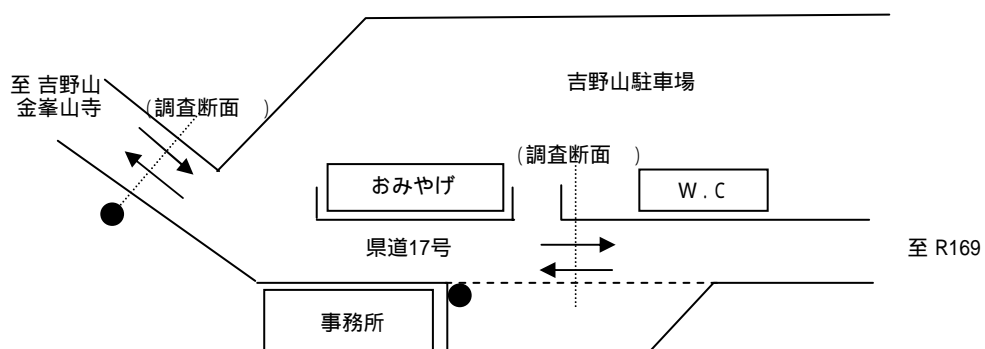 至 吉野山
金峯山寺
(調査断面　)
吉野山駐車場
(調査断面　)
おみやげ
W.C
県道17号
至 R169
事務所